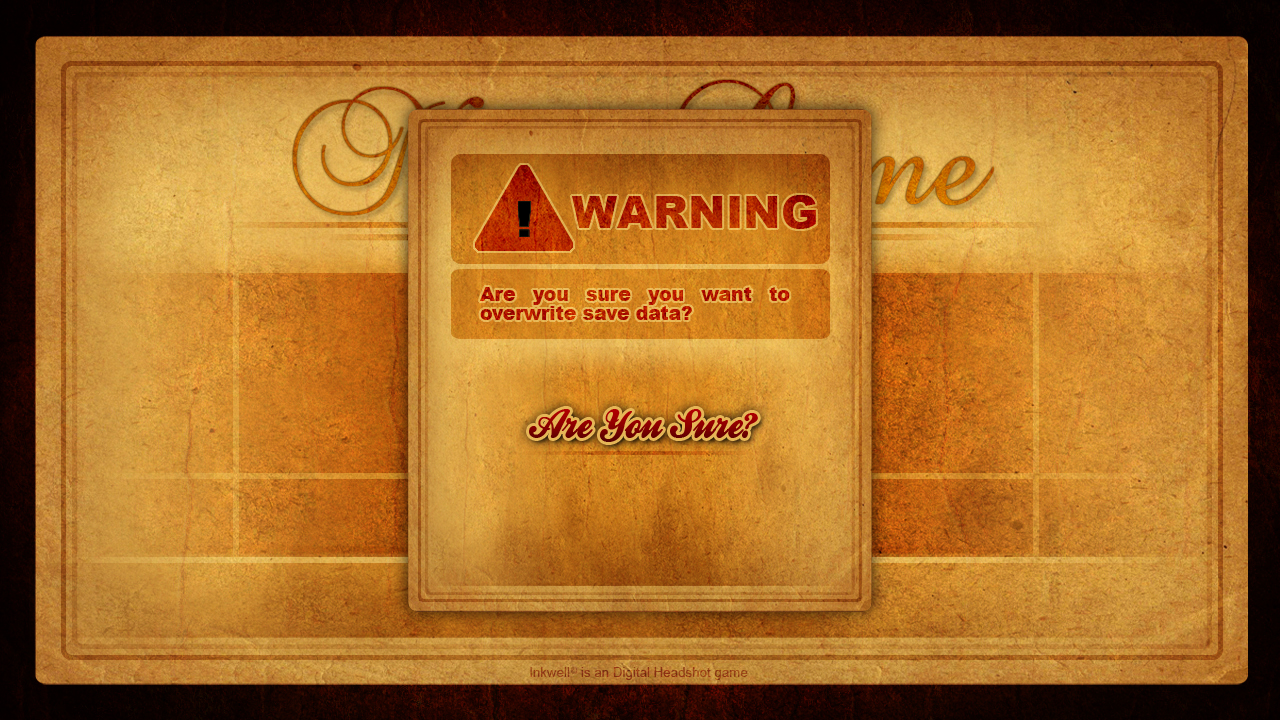 me
!
WARNING
Are you sure you want to
overwrite save data?
Are You Sure?
Inkwell® is an Digital Headshot game